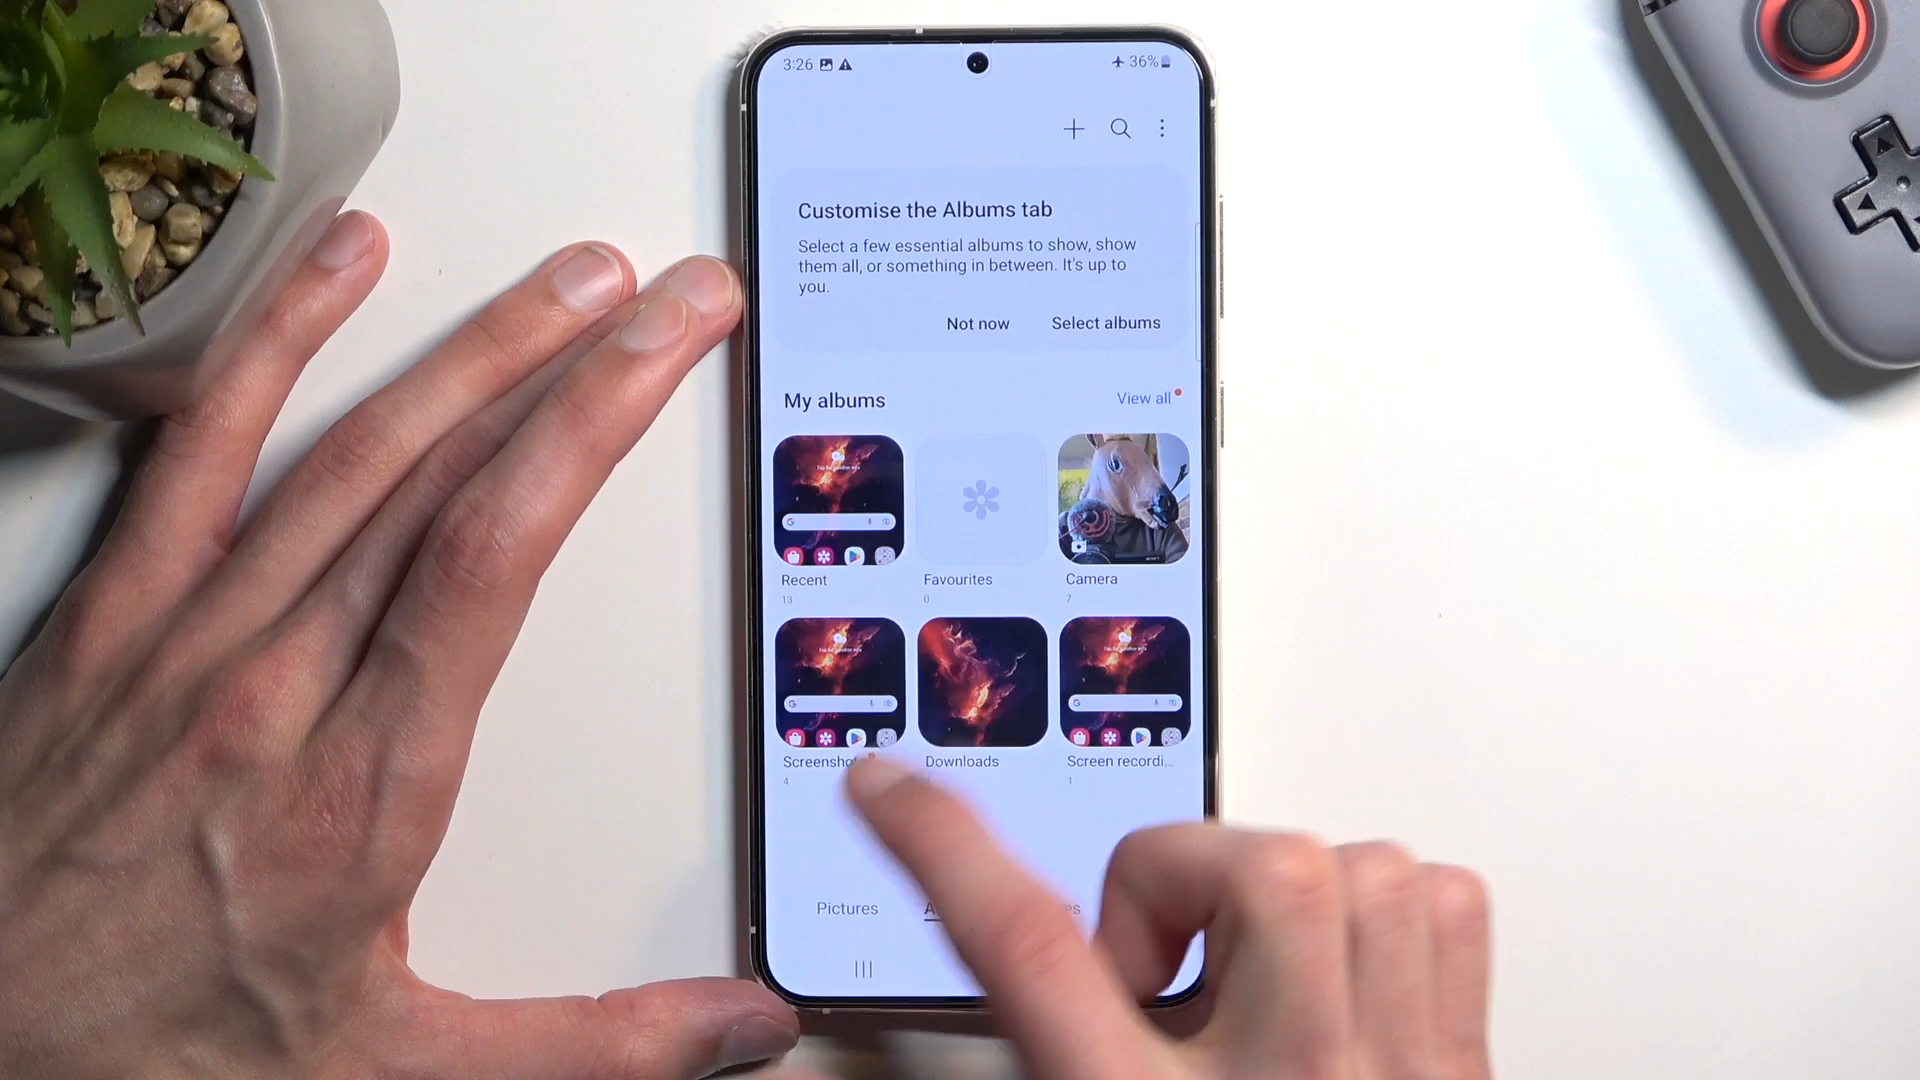 3:26
36%
Customise the Albums tab
Select a few essential albums to show, show
them all, or something in between. It's up to
you.
Not now Select albums
My albums View all
Recent Favourites Camera
13 0 7
Downloads Screen recordi...
4 1
Pictures